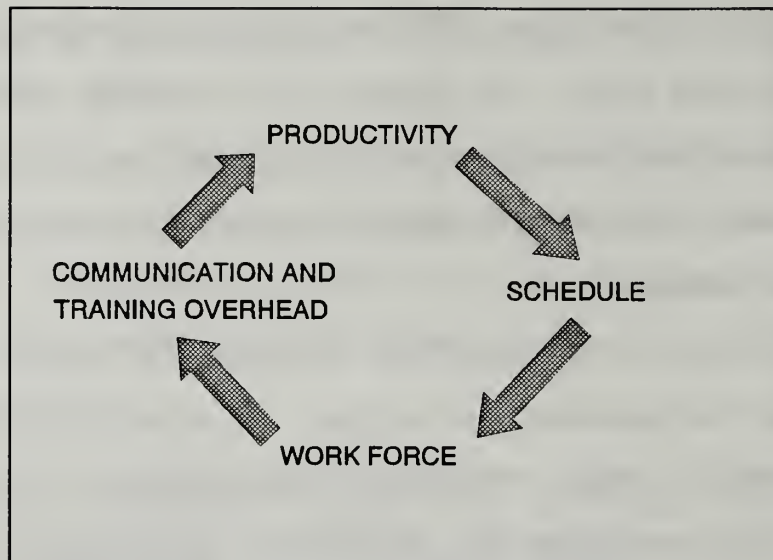 PRODUCTIVITY
COMMUNICATION AND
TRAINING OVERHEAD
SCHEDULE
WORK FORCE